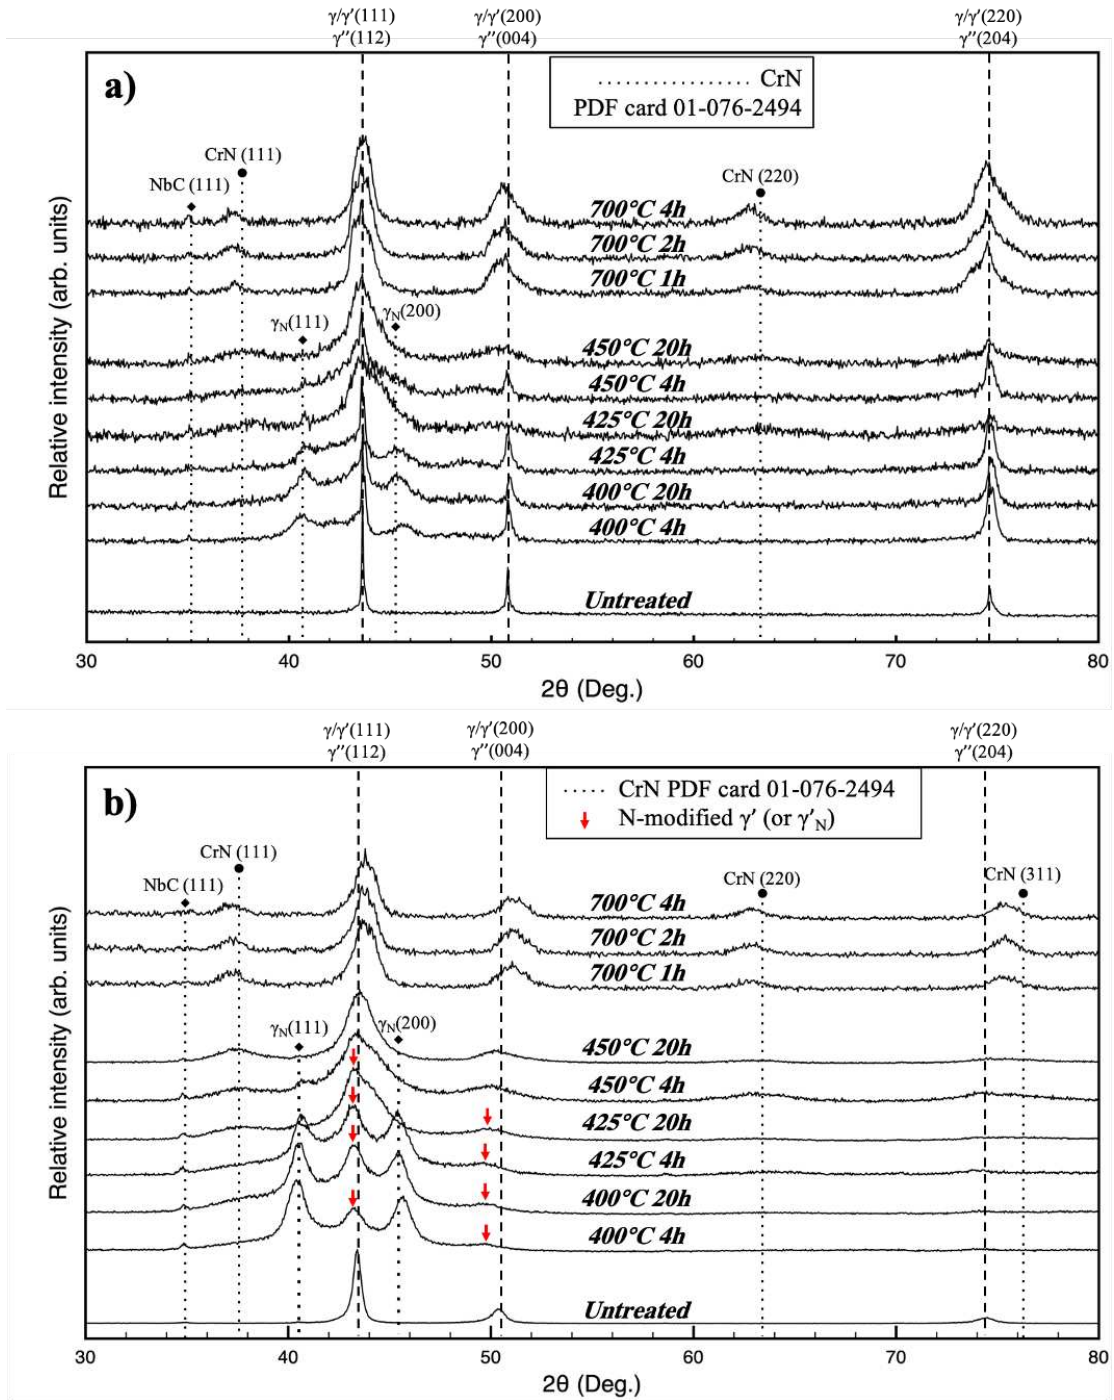 γ/γ′(111) γ/γ′(200) γ/γ′(220)
γ′′(112) γ′′(004) γ′′(204)
a)
CrN
PDF card 01-076-2494
CrN (111)
NbC (111)
CrN (220)
700°C 4h
700°C 2h
700°C 1h
γN(111)
γN(200)
450°C 20h
450°C 4h
425°C 20h
425°C 4h
400°C 20h
400°C 4h
Untreated
Relative intensity (arb. units)
30 40 50 60 70 80
2θ (Deg.)
γ/γ′(111) γ/γ′(200) γ/γ′(220)
γ′′(112) γ′′(004) γ′′(204)
b)
CrN PDF card 01-076-2494
N-modified γ′ (or γ′N)
CrN (111)
NbC (111)
CrN (220)
CrN (311)
700°C 4h
700°C 2h
700°C 1h
γN(111)
γN(200)
450°C 20h
450°C 4h
425°C 20h
425°C 4h
400°C 20h
400°C 4h
Untreated
Relative intensity (arb. units)
30 40 50 60 70 80
2θ (Deg.)